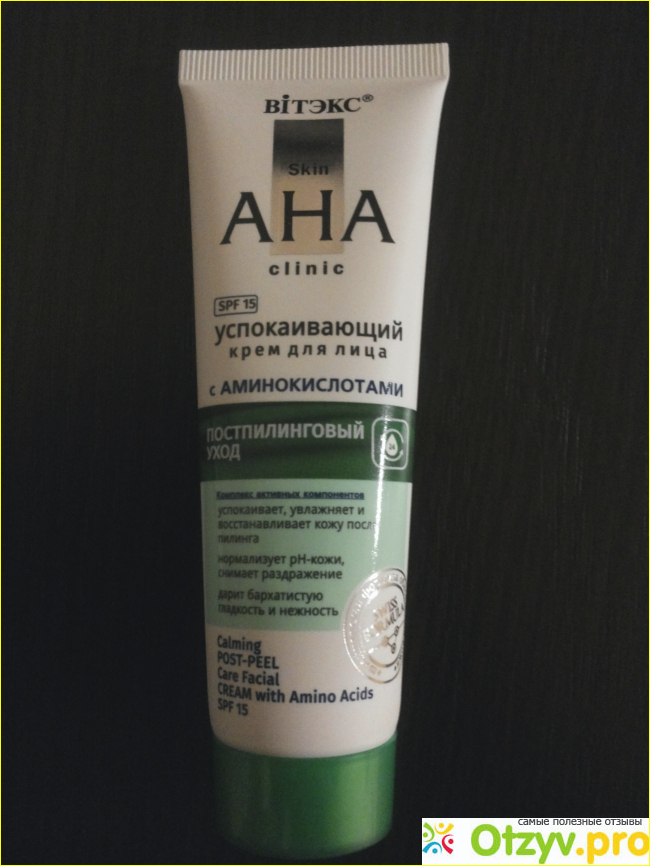 ВІТЭКС®
Skin
AHA
clinic
SPF 15
успокаивающий
крем для лица
с АМИНОКИСЛОТАМИ
ПОСТПИЛИНГОВЫЙ
УХОД
Комплекс активных компонентов
успокаивает, увлажняет и
восстанавливает кожу после
пилинга
нормализует pH-кожи,
снимает раздражение
дарит бархатистую
гладкость и нежность
SWISS
FORMULA
Calming
POST-PEEL
Care Facial
CREAM with Amino Acids
SPF 15
самые полезные отзывы
Otzyv.pro